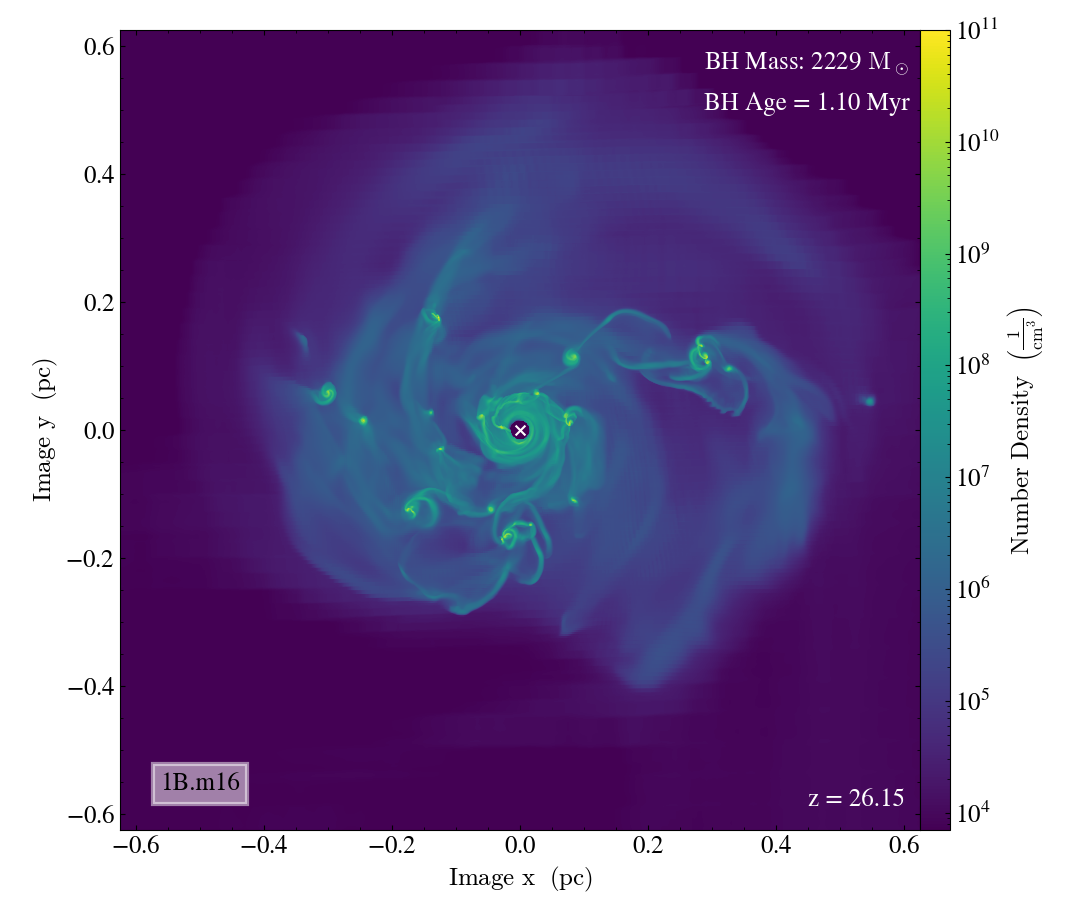 BH Mass: 2229 M⊙
BH Age = 1.10 Myr
1B.m16
z = 26.15
0.6
0.4
0.2
0.0
−0.2
−0.4
−0.6
Image y (pc)
−0.6 −0.4 −0.2 0.0 0.2 0.4 0.6
Image x (pc)
10¹¹
10¹⁰
10⁹
10⁸
10⁷
10⁶
10⁵
10⁴
Number Density (1/cm³)